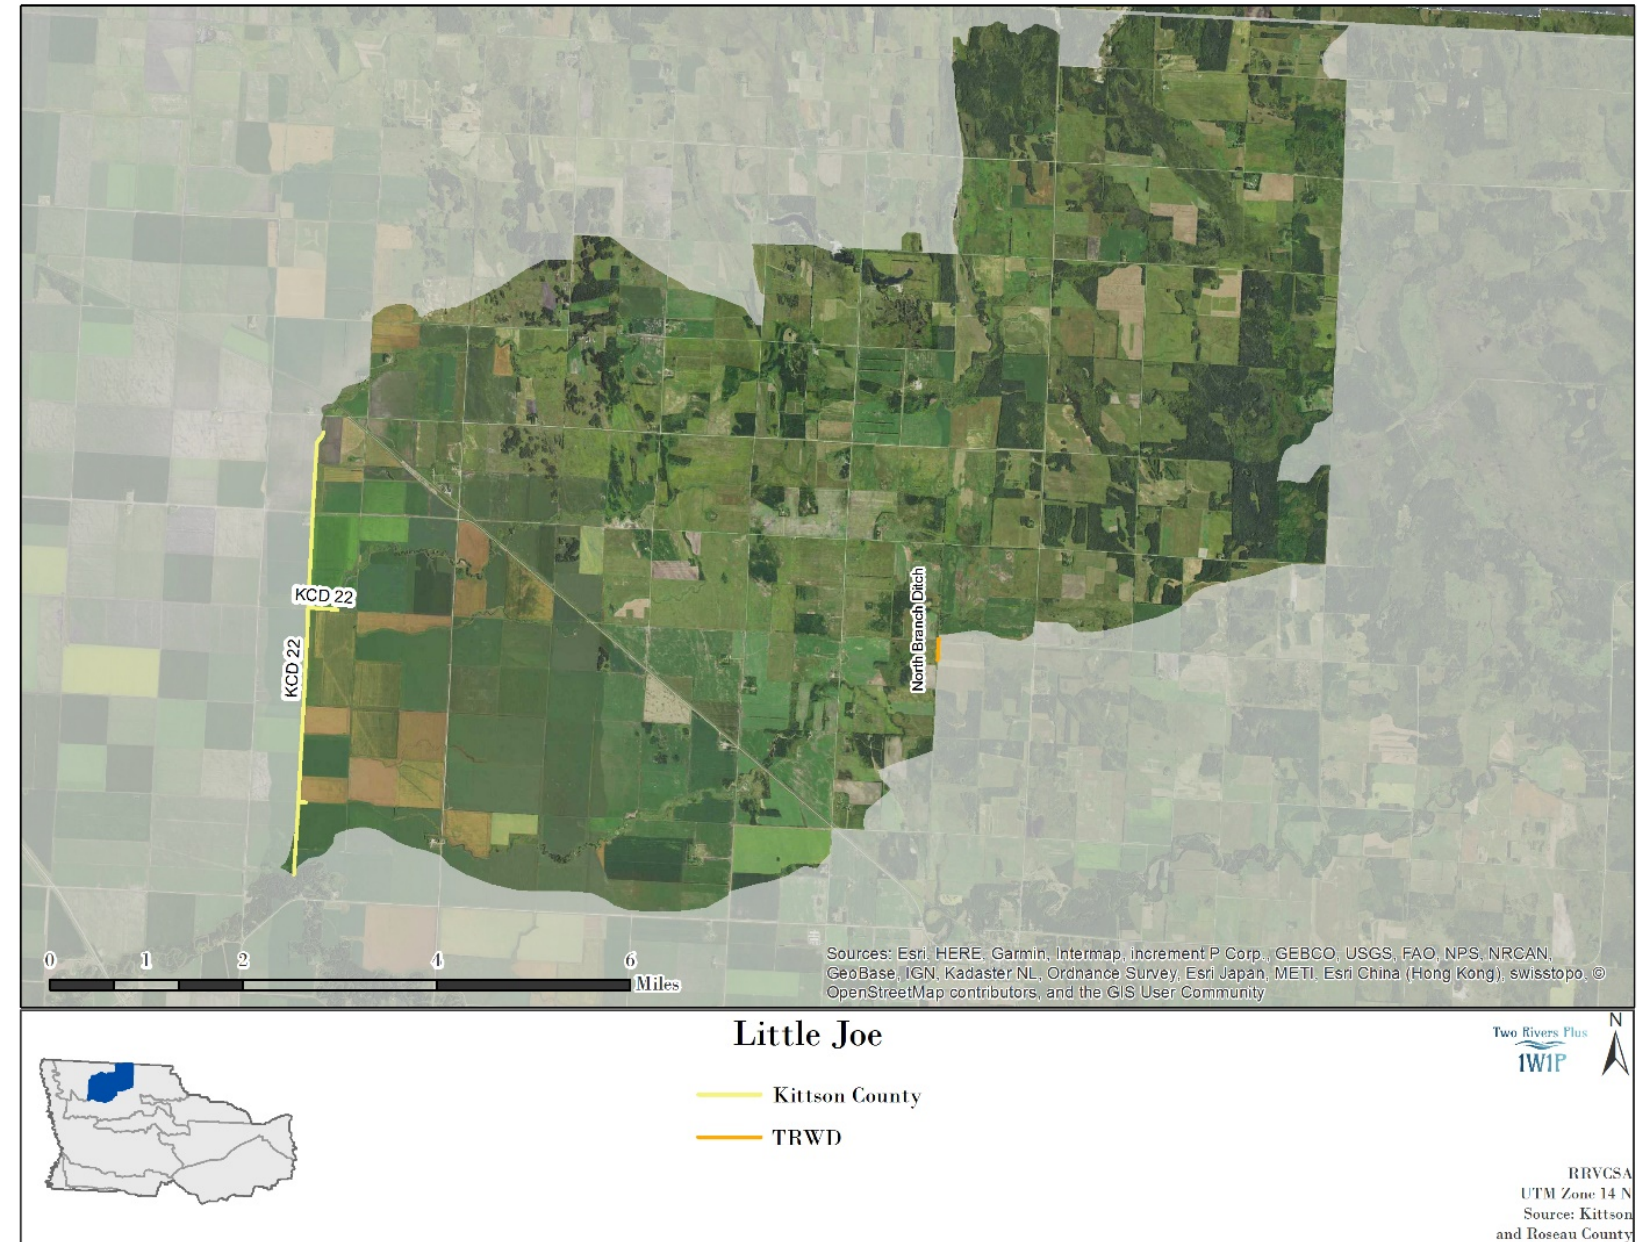 KCD 22
KCD 22
North Branch Ditch
0 1 2 4 6
Miles
Sources: Esri, HERE, Garmin, Intermap, increment P Corp., GEBCO, USGS, FAO, NPS, NRCAN,
GeoBase, IGN, Kadaster NL, Ordnance Survey, Esri Japan, METI, Esri China (Hong Kong), swisstopo, ©
OpenStreetMap contributors, and the GIS User Community
Little Joe
Kittson County
TRWD
Two Rivers Plus
1W1P
N
RRVCSA
UTM Zone 14 N
Source: Kittson
and Roseau County